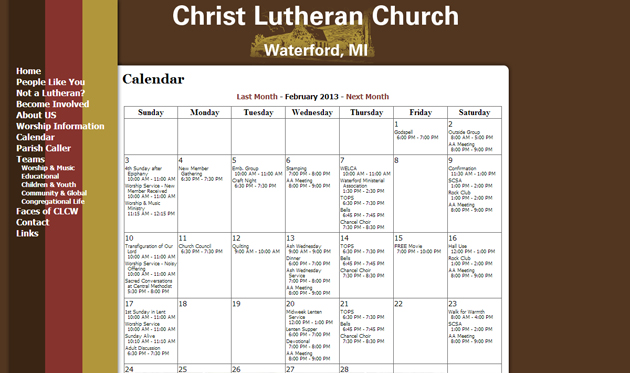 Christ Lutheran Church
Waterford, MI
Home
People Like You
Not a Lutheran?
Become Involved
About US
Worship Information
Calendar
Parish Caller
Teams
Worship & Music
Educational
Children & Youth
Community & Global
Congregational Life
Faces of CLCW
Contact
Links
Calendar
Last Month - February 2013 - Next Month
Sunday Monday Tuesday Wednesday Thursday Friday Saturday
1
Godspell
6:00 PM - 7:00 PM
2
Outside Group
8:00 AM - 5:00 AM
AA Meeting
8:00 PM - 9:00 PM
3
4th Sunday after
Epiphany
10:00 AM - 11:00 AM
Worship Service - New
Member Received
10:00 AM - 11:00 AM
Worship & Music
Ministry
11:15 AM - 12:15 PM
4
New Member
Gathering
6:30 PM - 7:30 PM
5
Emb. Group
10:00 AM - 11:00 AM
Craft Night
6:30 PM - 9:30 PM
6
Stamping
7:00 PM - 8:00 PM
AA Meeting
8:00 PM - 9:00 PM
7
WELCA
10:00 AM - 11:00 AM
Waterford Ministerial
Association
1:30 PM - 2:30 PM
TOPS
6:30 PM - 7:30 PM
Bells
6:45 PM - 7:45 PM
Chancel Choir
7:30 PM - 8:30 PM
8
9
Confirmation
11:30 AM - 1:00 PM
SCSA
1:00 PM - 2:00 PM
Rock Club
1:00 PM - 2:00 PM
AA Meeting
8:00 PM - 9:00 PM
10
Transfiguration of Our
Lord
10:00 AM - 11:00 AM
Worship Service - Noisy
Offering
10:00 AM - 11:00 AM
Sacred Conversations
at Central Methodist
5:30 PM - 8:00 PM
11
Church Council
6:30 PM - 7:30 PM
12
Quilting
9:00 AM - 10:00 AM
13
Ash Wednesday
9:00 AM - 9:00 AM
Dinner
6:00 PM - 7:00 PM
Ash Wednesday
Service
7:00 PM - 8:00 PM
AA Meeting
8:00 PM - 9:00 PM
14
TOPS
6:30 PM - 7:30 PM
Bells
6:45 PM - 7:45 PM
Chancel Choir
7:30 PM - 8:30 PM
15
FREE Movie
7:00 PM - 10:00 PM
16
Hall Use
12:00 PM - 1:00 PM
Rock Club
1:00 PM - 2:00 PM
AA Meeting
8:00 PM - 9:00 PM
17
1st Sunday in Lent
10:00 AM - 11:00 AM
Worship Service
10:00 AM - 11:00 AM
Sunday Alive
10:10 AM - 11:10 AM
Adult Discussion
6:30 PM - 7:30 PM
18
19
20
Midweek Lenten
Service
12:00 PM - 1:00 PM
Lenten Supper
6:00 PM - 7:00 PM
Devotional
7:00 PM - 8:00 PM
AA Meeting
8:00 PM - 9:00 PM
21
TOPS
6:30 PM - 7:30 PM
Bells
6:45 PM - 7:45 PM
Chancel Choir
7:30 PM - 8:30 PM
22
23
Walk for Warmth
8:00 AM - 9:00 AM
SCSA
1:00 PM - 2:00 PM
AA Meeting
8:00 PM - 9:00 PM
24 25 26 27 28